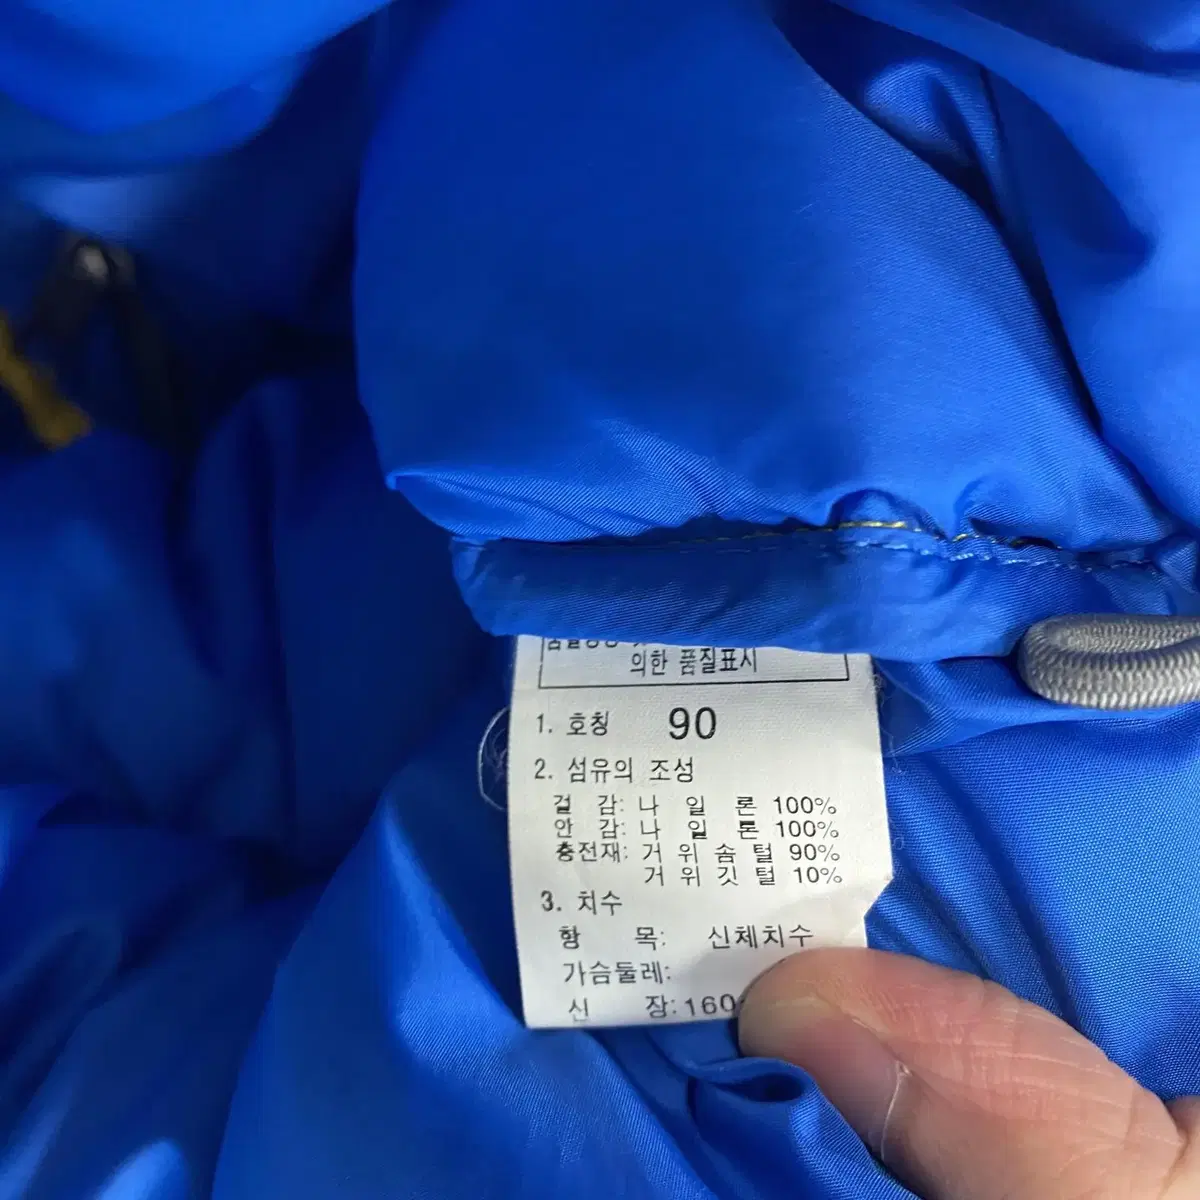 의한 품질표시
1. 호칭 90
2. 섬유의 조성
겉 감: 나 일 론 100%
안 감: 나 일 론 100%
충전재: 거 위 솜 털 90%
거 위 깃 털 10%
3. 치수
항 목: 신체치수
가슴둘레:
신 장: 160